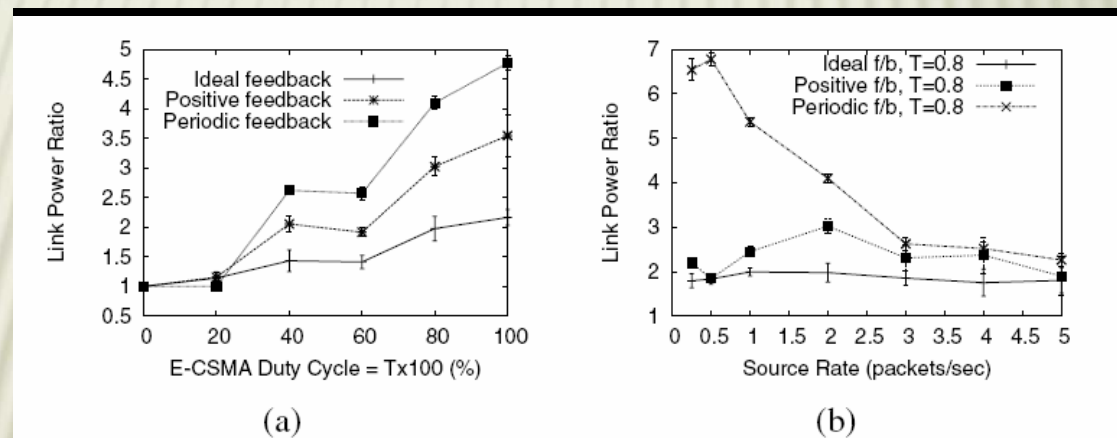 5
4.5
4
3.5
3
2.5
2
1.5
1
0.5
Link Power Ratio
Ideal feedback
Positive feedback
Periodic feedback
0 20 40 60 80 100
E-CSMA Duty Cycle = Tx100 (%)
(a)
7
6
5
4
3
2
1
Link Power Ratio
Ideal f/b, T=0.8
Positive f/b, T=0.8
Periodic f/b, T=0.8
0 0.5 1 1.5 2 2.5 3 3.5 4 4.5 5
Source Rate (packets/sec)
(b)